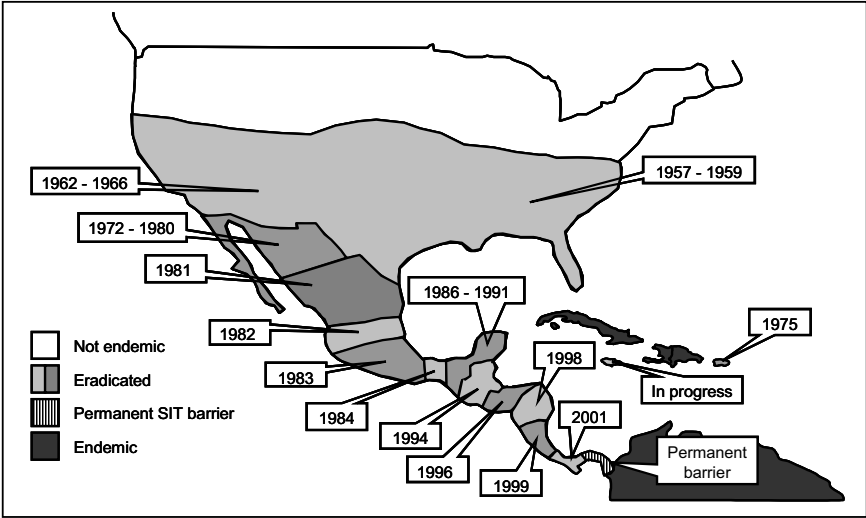 1962 - 1966
1957 - 1959
1972 - 1980
1981
1986 - 1991
1982
1975
1983
1998
In progress
1984
2001
1994
1996
1999
Permanent
barrier
Not endemic
Eradicated
Permanent SIT barrier
Endemic